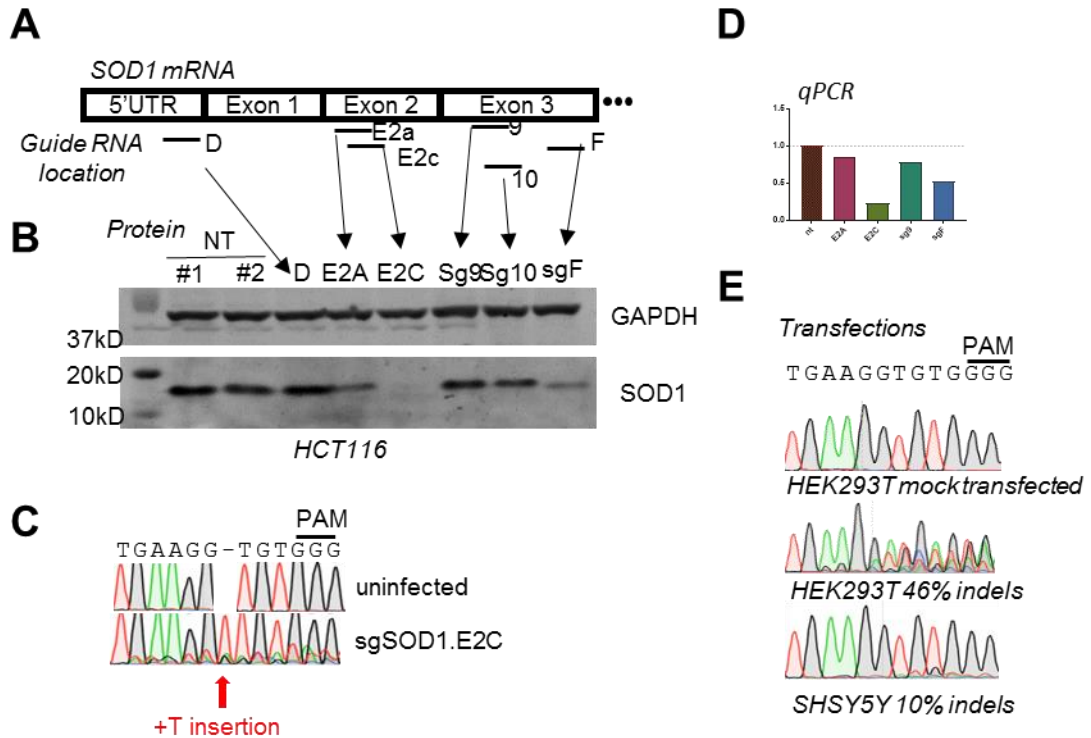 A
SOD1 mRNA
5'UTR Exon 1 Exon 2 Exon 3 •••
Guide RNA location
D E2a E2c 9 10 F
B
Protein
NT
#1 #2 D E2A E2C Sg9 Sg10 sgF
GAPDH
37kD
20kD
SOD1
10kD
HCT116
C
PAM
TGAAGG-TGTGGG
uninfected
sgSOD1.E2C
+T insertion
D
qPCR
1.5
1.0
0.5
0.0
nt E2A E2C sg9 sgF
E
Transfections
PAM
TGAAGGTGTGGGG
HEK293T mock transfected
HEK293T 46% indels
SHSY5Y 10% indels